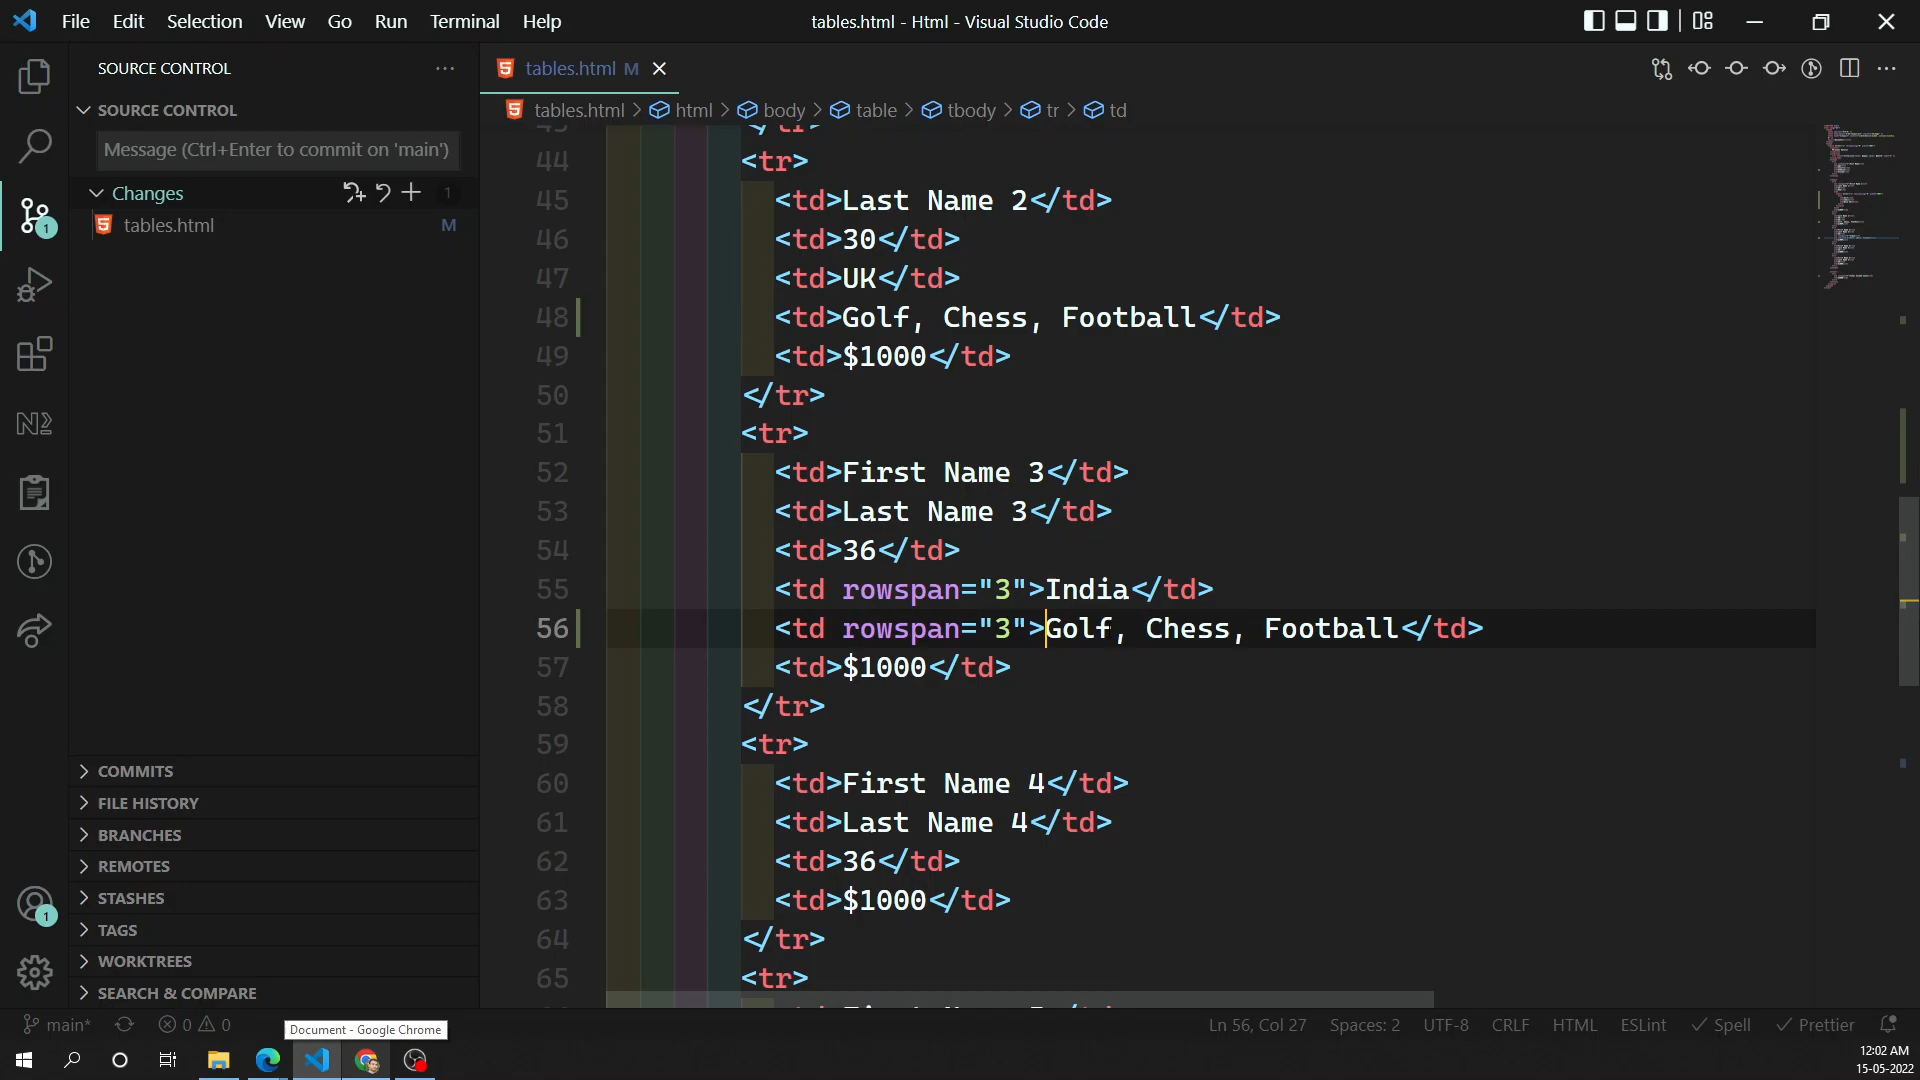 File Edit Selection View Go Run Terminal Help
tables.html - Html - Visual Studio Code
SOURCE CONTROL
tables.html M
SOURCE CONTROL
tables.html > html > body > table > tbody > tr > td
Message (Ctrl+Enter to commit on 'main')
Changes 1
tables.html M
1
COMMITS
FILE HISTORY
BRANCHES
REMOTES
STASHES
TAGS
WORKTREES
SEARCH & COMPARE
1
43 </tr>
44 <tr>
45 <td>Last Name 2</td>
46 <td>30</td>
47 <td>UK</td>
48 <td>Golf, Chess, Football</td>
49 <td>$1000</td>
50 </tr>
51 <tr>
52 <td>First Name 3</td>
53 <td>Last Name 3</td>
54 <td>36</td>
55 <td rowspan="3">India</td>
56 <td rowspan="3">Golf, Chess, Football</td>
57 <td>$1000</td>
58 </tr>
59 <tr>
60 <td>First Name 4</td>
61 <td>Last Name 4</td>
62 <td>36</td>
63 <td>$1000</td>
64 </tr>
65 <tr>
main* 0 0
Document - Google Chrome
Ln 56, Col 27 Spaces: 2 UTF-8 CRLF HTML ESLint Spell Prettier
12:02 AM
15-05-2022